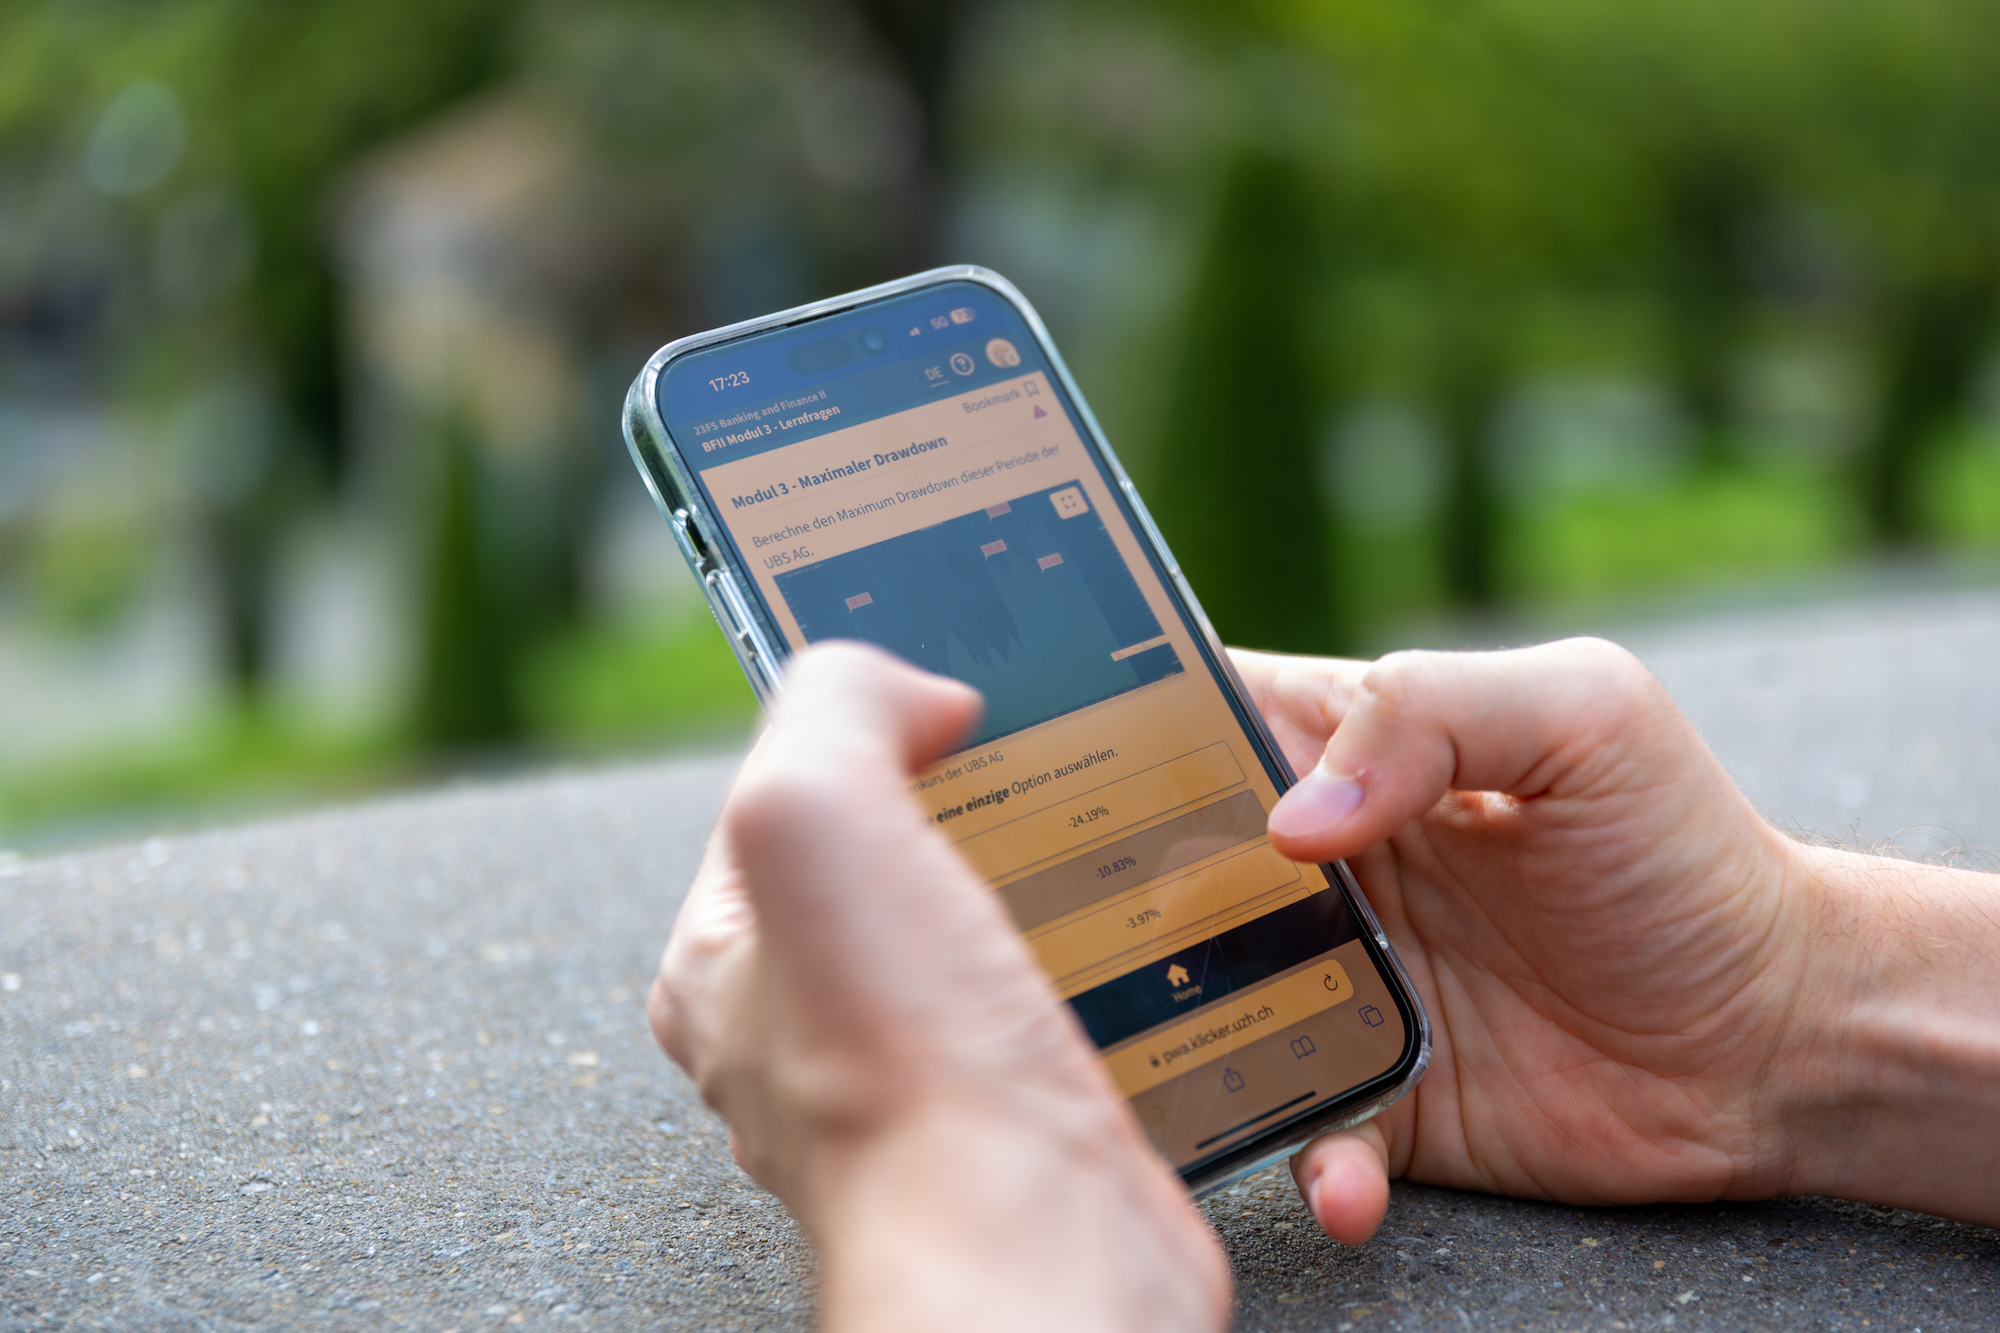 17:23
5G
23FS Banking and Finance II
DE
BFII Modul 3 - Lernfragen
Bookmark
Modul 3 - Maximaler Drawdown
Berechne den Maximum Drawdown dieser Periode der
UBS AG.
der UBS AG
eine einzige Option auswählen.
-24.19%
-10.83%
-3.97%
Home
pwa.klicker.uzh.ch